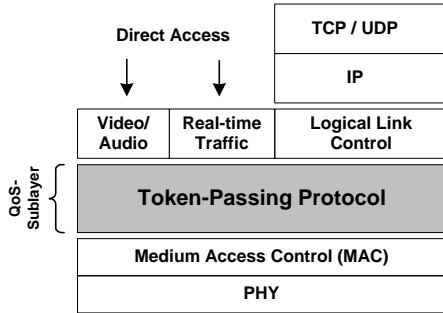 TCP / UDP
Direct Access
IP
Video/
Audio
Real-time
Traffic
Logical Link
Control
QoS-
Sublayer
Token-Passing Protocol
Medium Access Control (MAC)
PHY